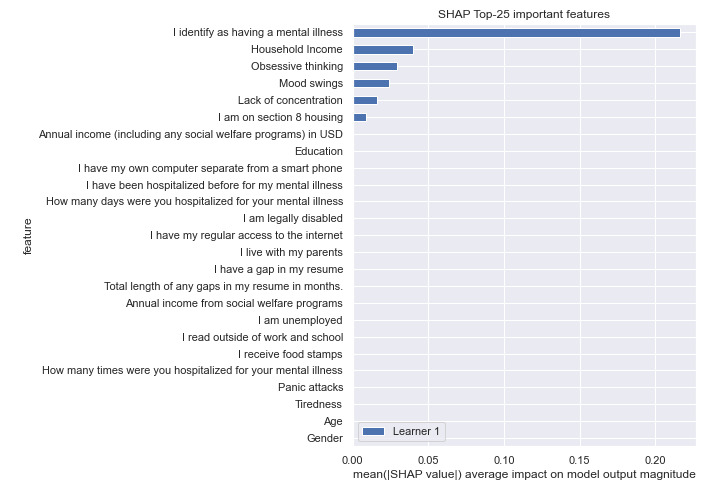 SHAP Top-25 important features
I identify as having a mental illness
Household Income
Obsessive thinking
Mood swings
Lack of concentration
I am on section 8 housing
Annual income (including any social welfare programs) in USD
Education
I have my own computer separate from a smart phone
I have been hospitalized before for my mental illness
How many days were you hospitalized for your mental illness
I am legally disabled
I have my regular access to the internet
I live with my parents
I have a gap in my resume
Total length of any gaps in my resume in months.
Annual income from social welfare programs
I am unemployed
I read outside of work and school
I receive food stamps
How many times were you hospitalized for your mental illness
Panic attacks
Tiredness
Age
Gender
feature
Learner 1
0.00 0.05 0.10 0.15 0.20
mean(|SHAP value|) average impact on model output magnitude